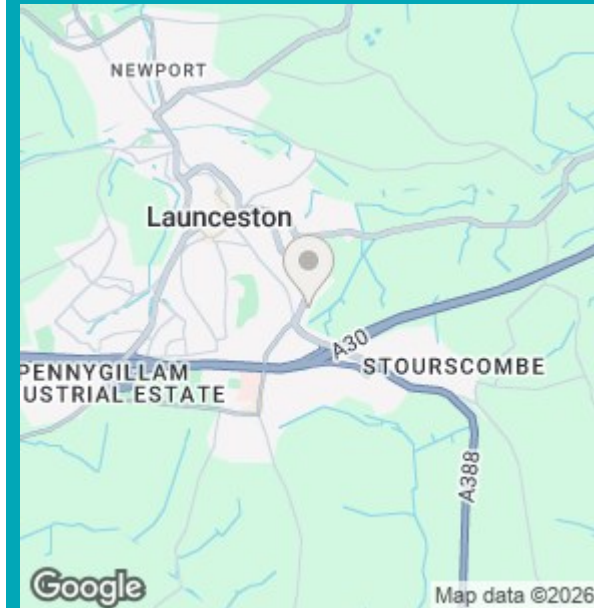 NEWPORT
Launceston
A30
PENNYGILLAM
USTRIAL ESTATE
STOURSCOMBE
A388
Google
Map data ©2026